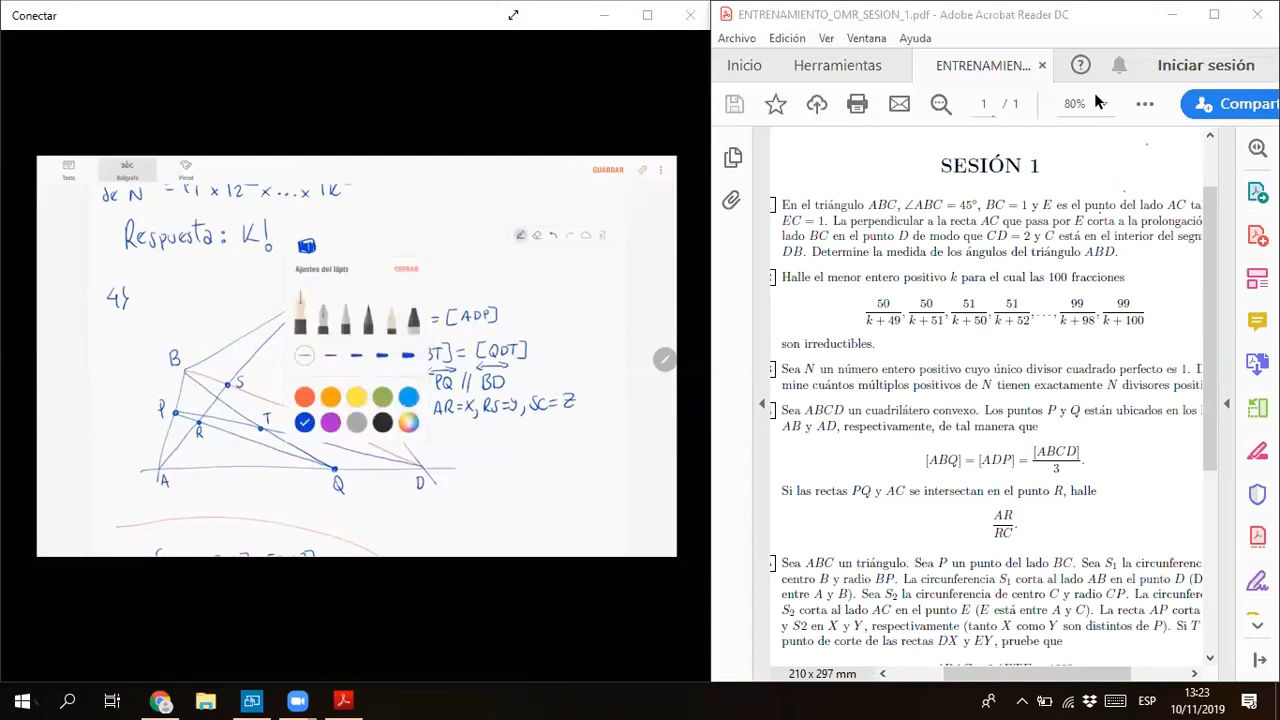 Conectar
ENTRENAMIENTO_OMR_SESION_1.pdf - Adobe Acrobat Reader DC
Archivo Edición Ver Ventana Ayuda
Inicio Herramientas ENTRENAMIEN... × Iniciar sesión
1 / 1 80% Compart
Texto Bolígrafo Pincel GUARDAR
de N
Respuesta: K!
Ajustes del lápiz CERRAR
4)
= [ADP]
BT] = [QDT]
PQ // BD
AR=X, RS=Y, SC=Z
B
S
P
R
T
A
Q
D
SESIÓN 1
En el triángulo ABC, ∠ABC = 45°, BC = 1 y E es el punto del lado AC ta
EC = 1. La perpendicular a la recta AC que pasa por E corta a la prolongació
lado BC en el punto D de modo que CD = 2 y C está en el interior del segm
DB. Determine la medida de los ángulos del triángulo ABD.
Halle el menor entero positivo k para el cual las 100 fracciones
50/k + 49, 50/k + 51, 51/k + 50, 51/k + 52, . . . , 99/k + 98, 99/k + 100
son irreductibles.
Sea N un número entero positivo cuyo único divisor cuadrado perfecto es 1. D
mine cuántos múltiplos positivos de N tienen exactamente N divisores positi
Sea ABCD un cuadrilátero convexo. Los puntos P y Q están ubicados en los l
AB y AD, respectivamente, de tal manera que
[ABQ] = [ADP] = [ABCD]/3.
Si las rectas PQ y AC se intersectan en el punto R, halle
AR/RC.
Sea ABC un triángulo. Sea P un punto del lado BC. Sea S1 la circunferenci
centro B y radio BP. La circunferencia S1 corta al lado AB en el punto D (D
entre A y B). Sea S2 la circunferencia de centro C y radio CP. La circunfere
S2 corta al lado AC en el punto E (E está entre A y C). La recta AP corta
y S2 en X y Y, respectivamente (tanto X como Y son distintos de P). Si T
punto de corte de las rectas DX y EY, pruebe que
210 x 297 mm
ESP
13:23
10/11/2019